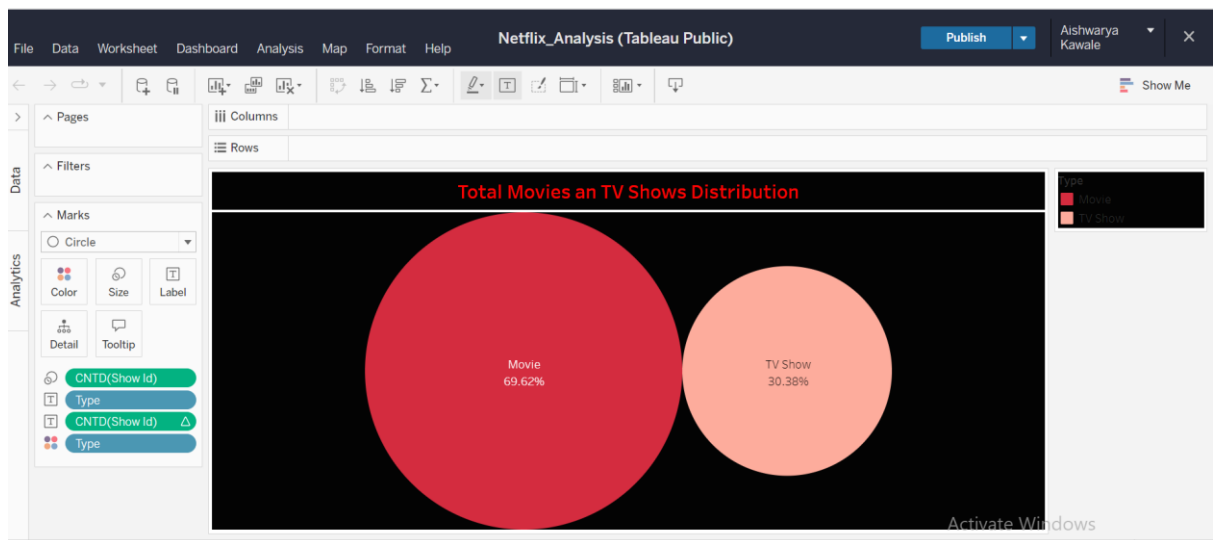 Netflix_Analysis (Tableau Public)
Publish
Aishwarya
Kawale
File Data Worksheet Dashboard Analysis Map Format Help
Show Me
Pages
Columns
Rows
Data
Filters
Analytics
Marks
Circle
Color Size Label
Detail Tooltip
CNTD(Show Id)
Type
CNTD(Show Id)
Type
Total Movies an TV Shows Distribution
Movie
69.62%
TV Show
30.38%
Type
Movie
TV Show
Activate Windows